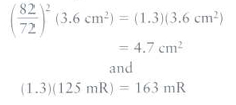 (82/72)² (3.6 cm²) = (1.3)(3.6 cm²)
= 4.7 cm²
and
(1.3)(125 mR) = 163 mR